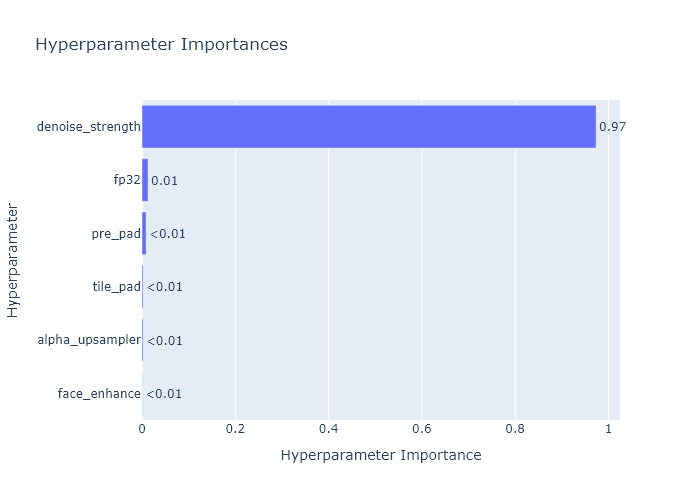 Hyperparameter Importances
denoise_strength 0.97
fp32 0.01
pre_pad <0.01
tile_pad <0.01
alpha_upsampler <0.01
face_enhance <0.01
0 0.2 0.4 0.6 0.8 1
Hyperparameter Importance
Hyperparameter